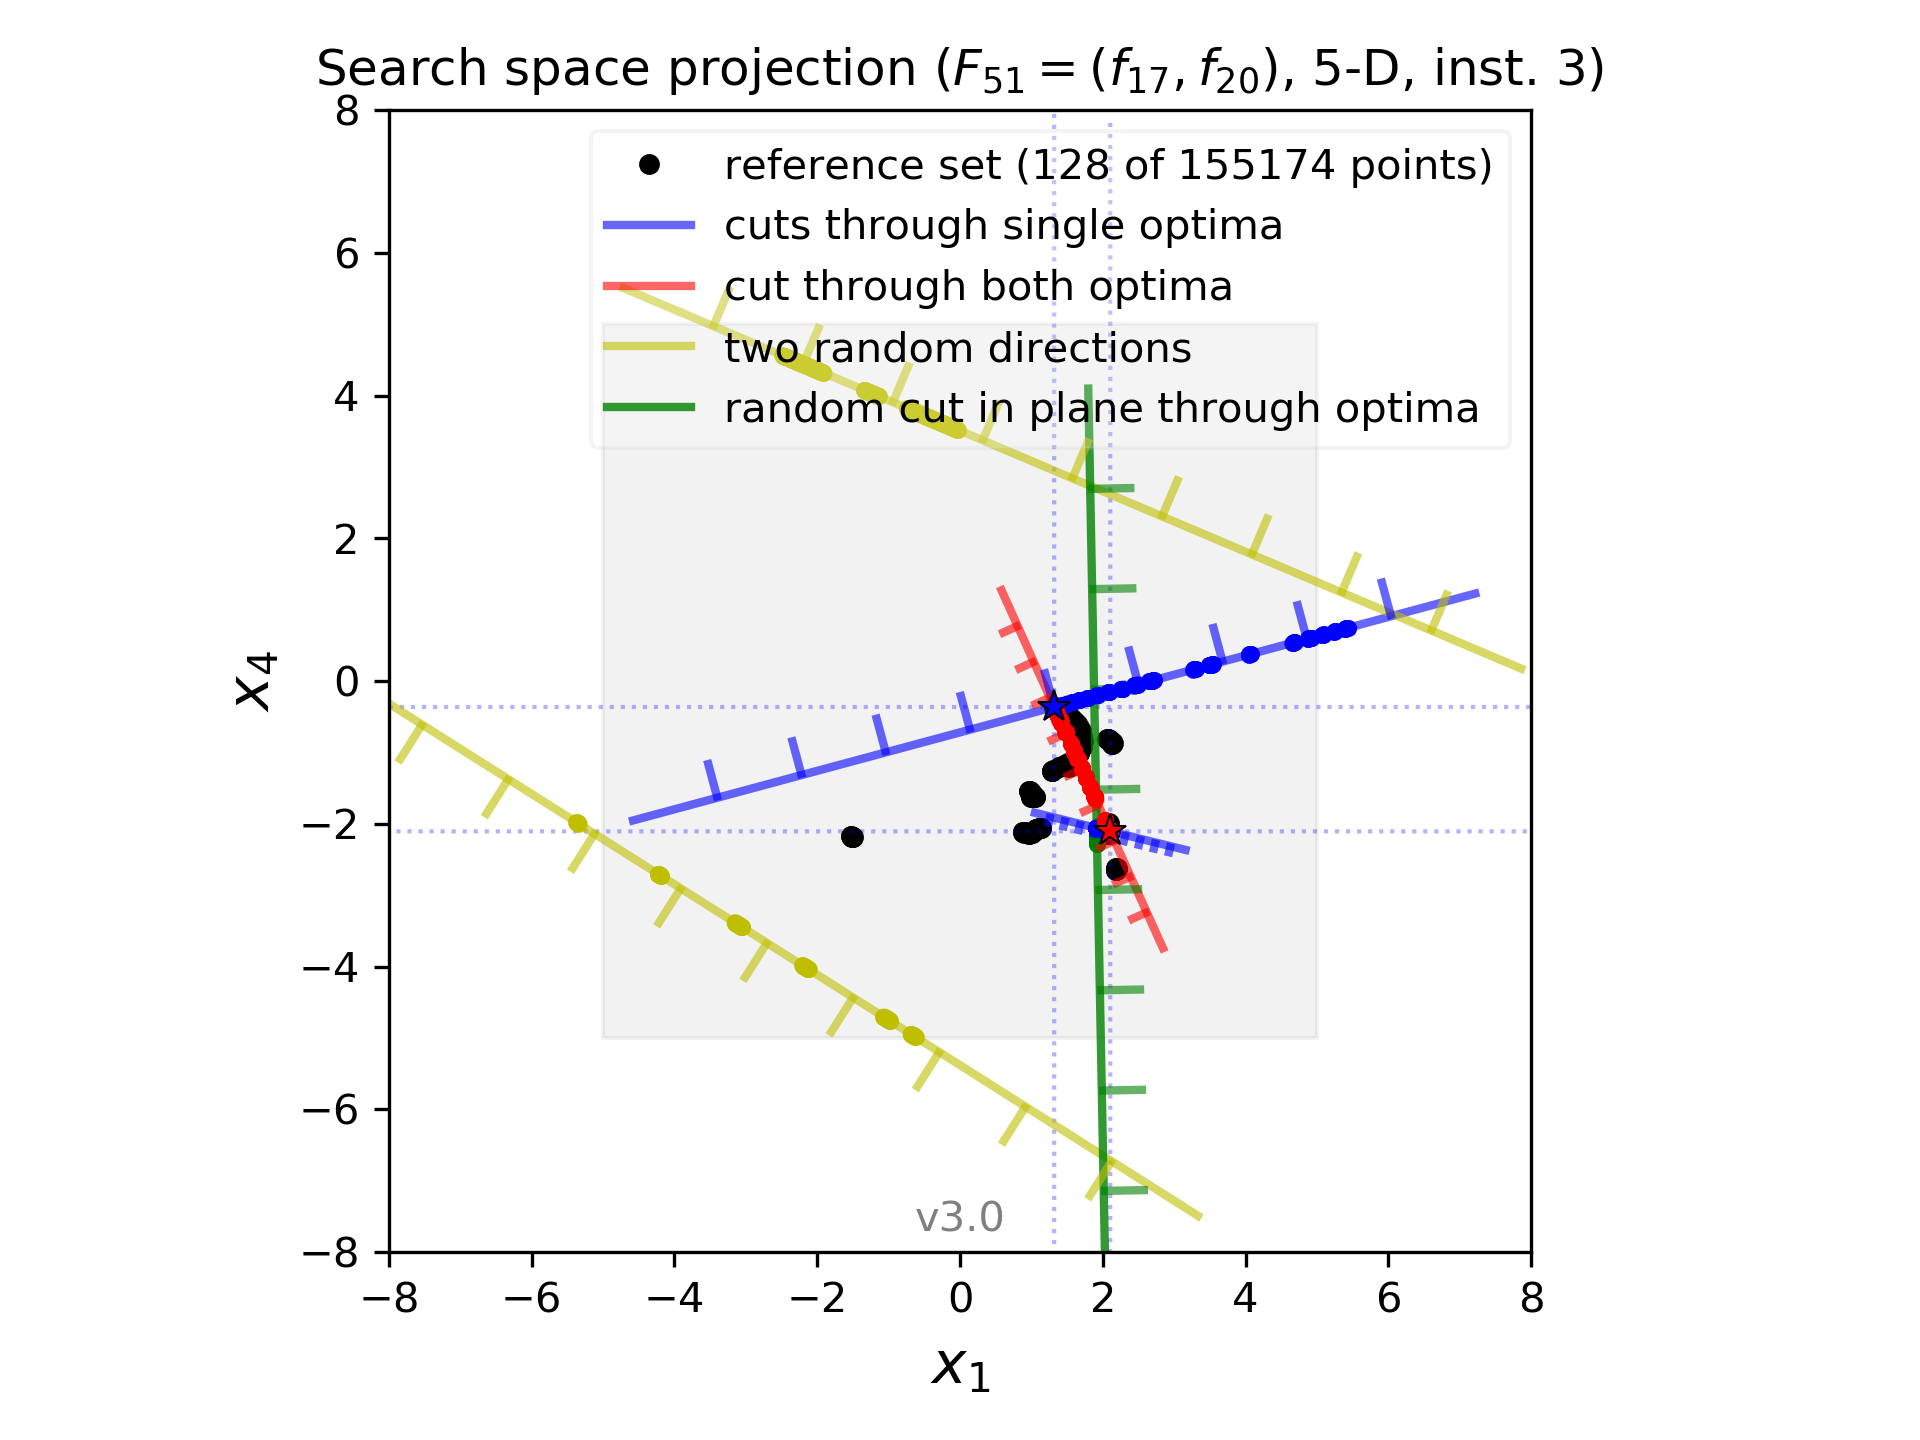 Search space projection (F51 = (f17, f20), 5-D, inst. 3)
reference set (128 of 155174 points)
cuts through single optima
cut through both optima
two random directions
random cut in plane through optima
8
6
4
2
0
−2
−4
−6
−8
x4
v3.0
−8 −6 −4 −2 0 2 4 6 8
x1